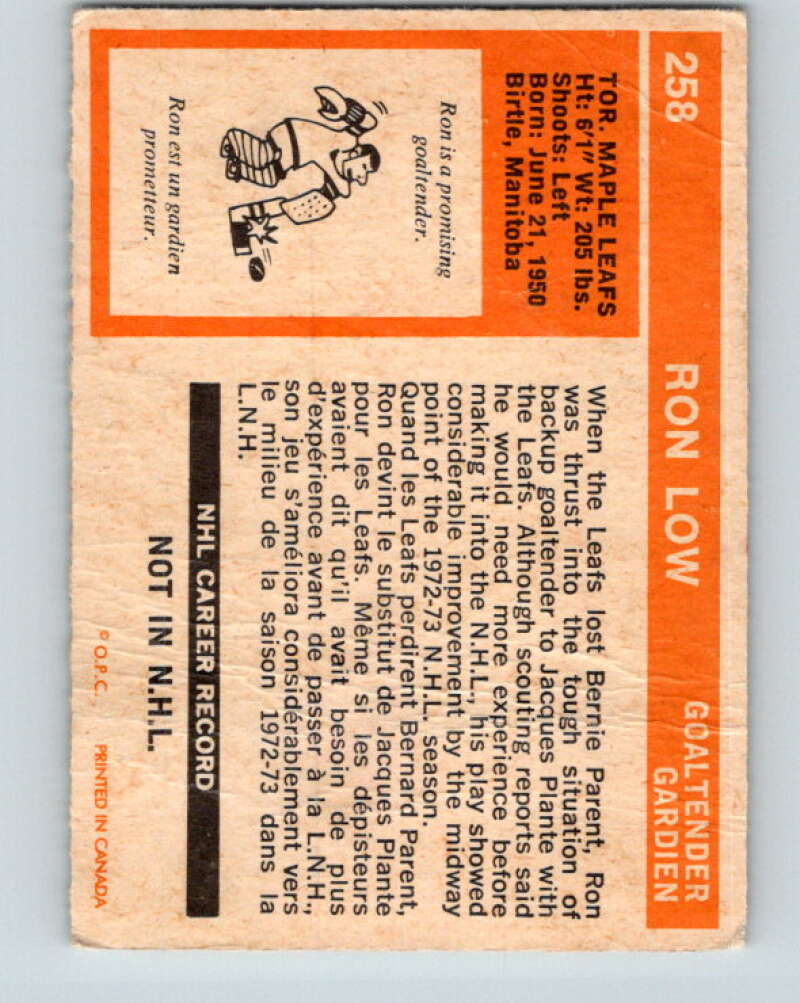 258
RON LOW
GOALTENDER
GARDIEN
TOR. MAPLE LEAFS
Ht: 6'1" Wt: 205 lbs.
Shoots: Left
Born: June 21, 1950
Birtle, Manitoba
Ron is a promising
goaltender.
Ron est un gardien
prometteur.
When the Leafs lost Bernie Parent, Ron
was thrust into the tough situation of
backup goaltender to Jacques Plante with
the Leafs. Although scouting reports said
he would need more experience before
making it into the N.H.L., his play showed
considerable improvement by the midway
point of the 1972-73 N.H.L. season.
Quand les Leafs perdirent Bernard Parent,
Ron devint le substitut de Jacques Plante
pour les Leafs. Même si les dépisteurs
avaient dit qu'il avait besoin de plus
d'expérience avant de passer à la L.N.H.,
son jeu s'améliora considérablement vers
le milieu de la saison 1972-73 dans la
L.N.H.
NHL CAREER RECORD
NOT IN N.H.L.
© O.P.C. PRINTED IN CANADA